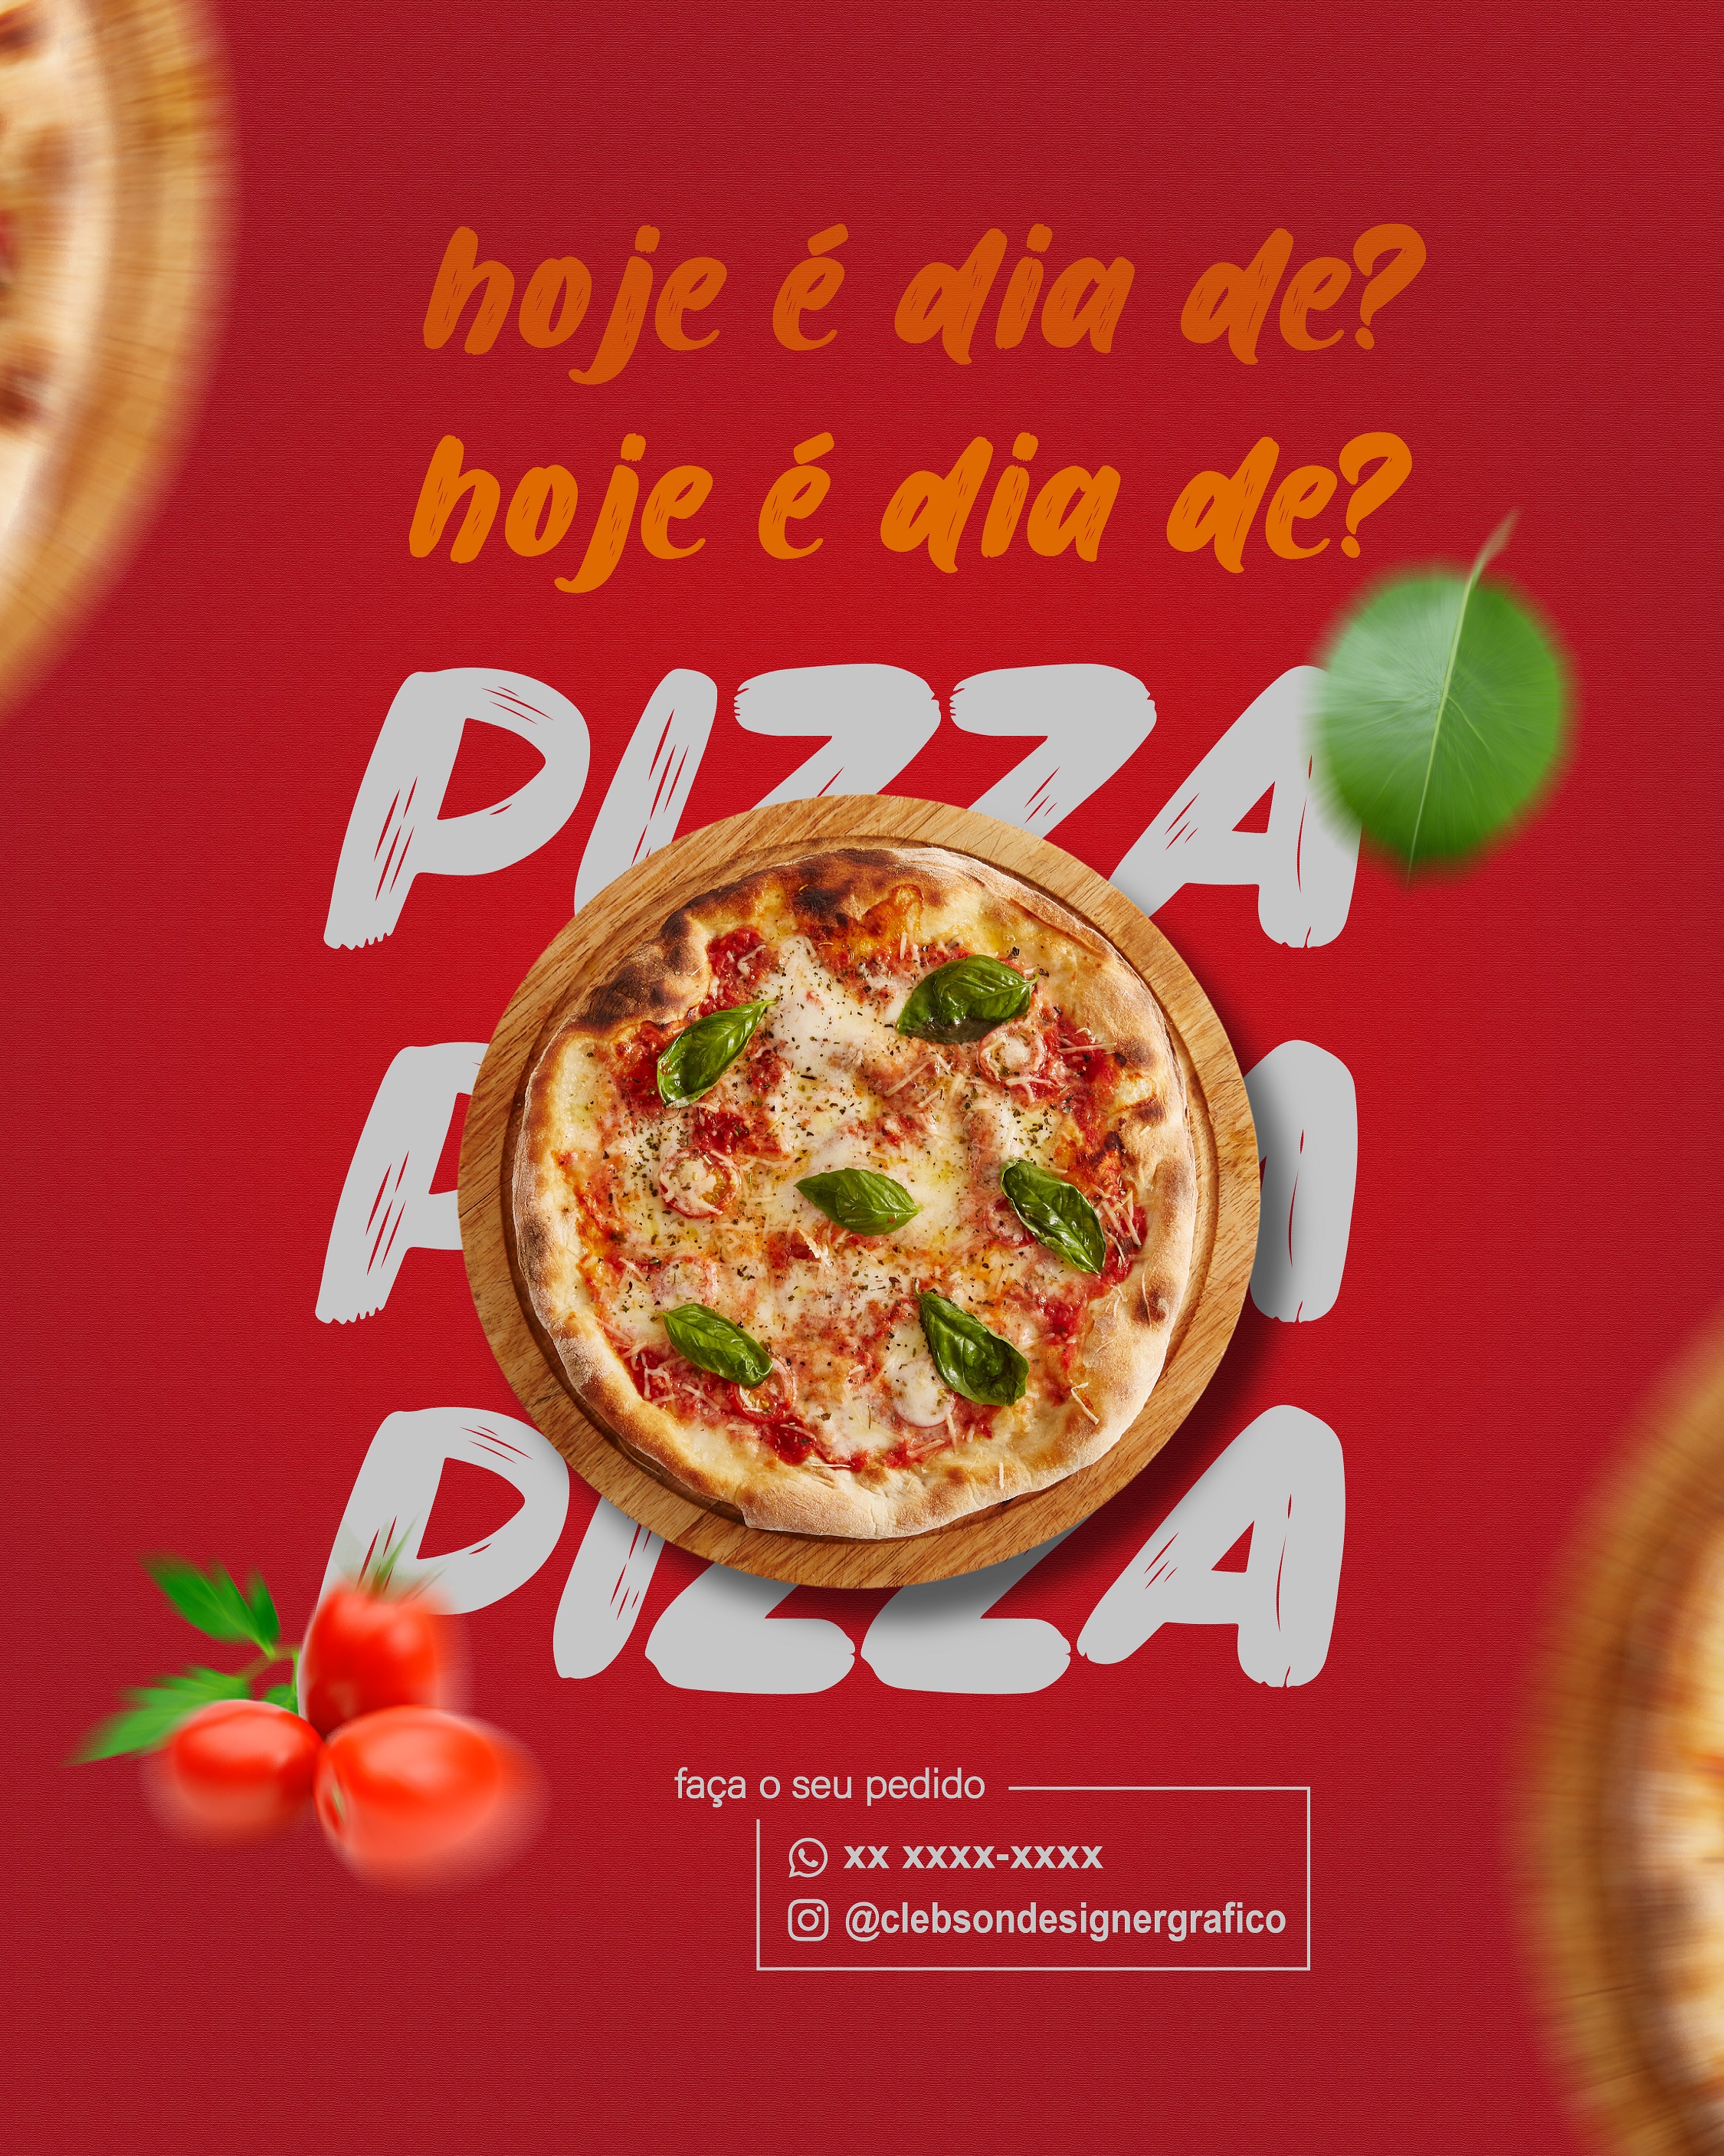 hoje é dia de?
hoje é dia de?
PIZZA
PIZZA
faça o seu pedido
xx xxxx-xxxx
@clebsondesignergrafico